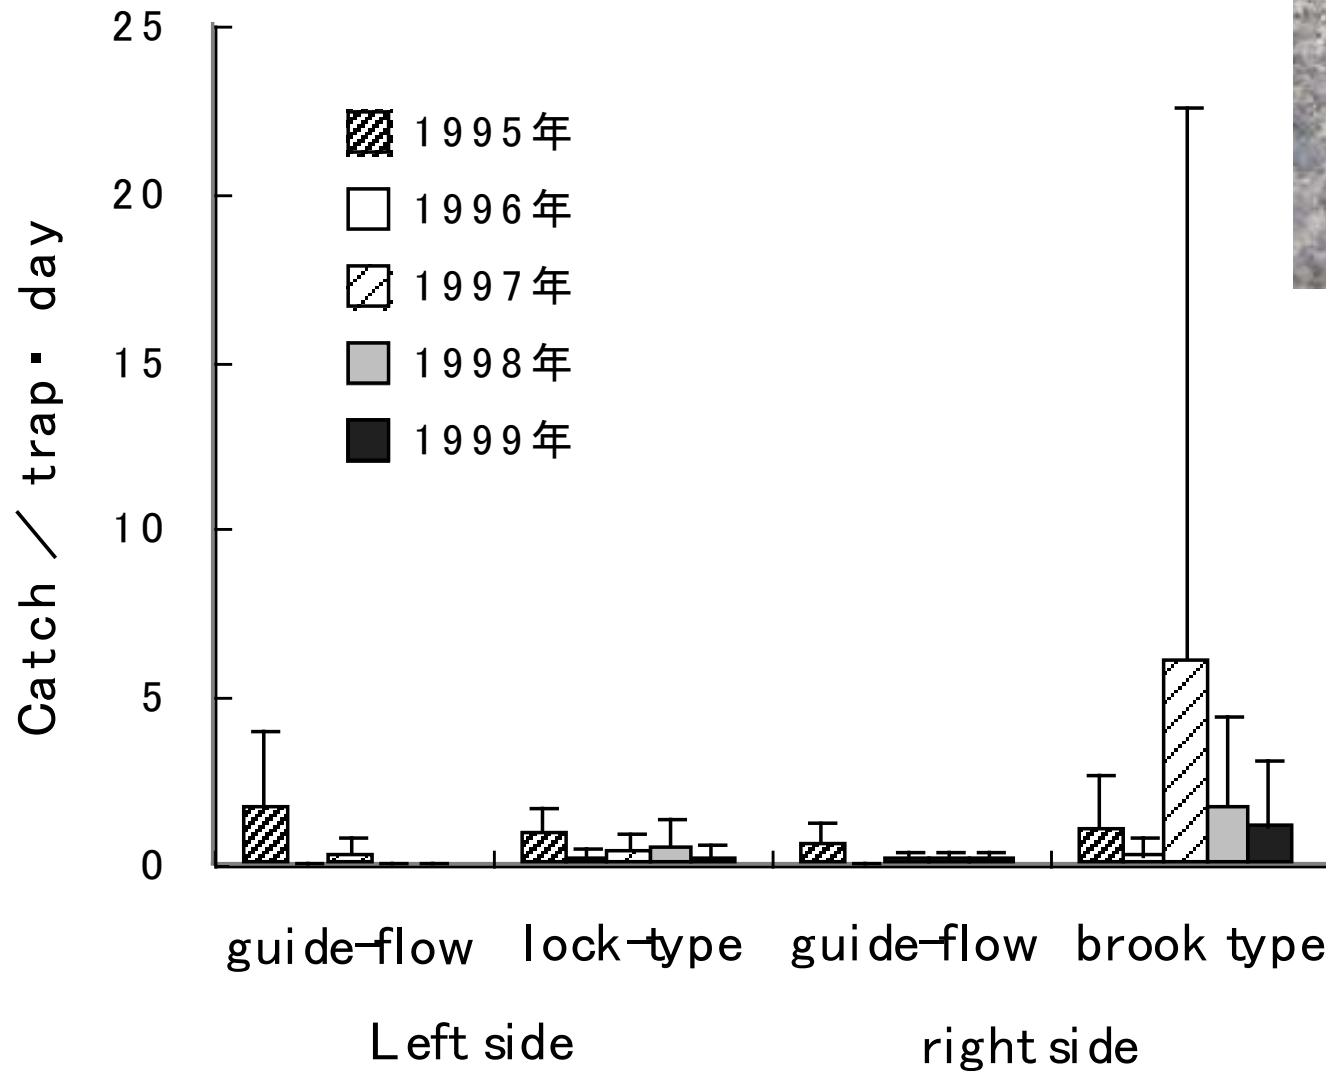 25
20
15
10
5
0
Catch / trap・day
1995年
1996年
1997年
1998年
1999年
guide-flow lock-type guide-flow brook type
Left side right side